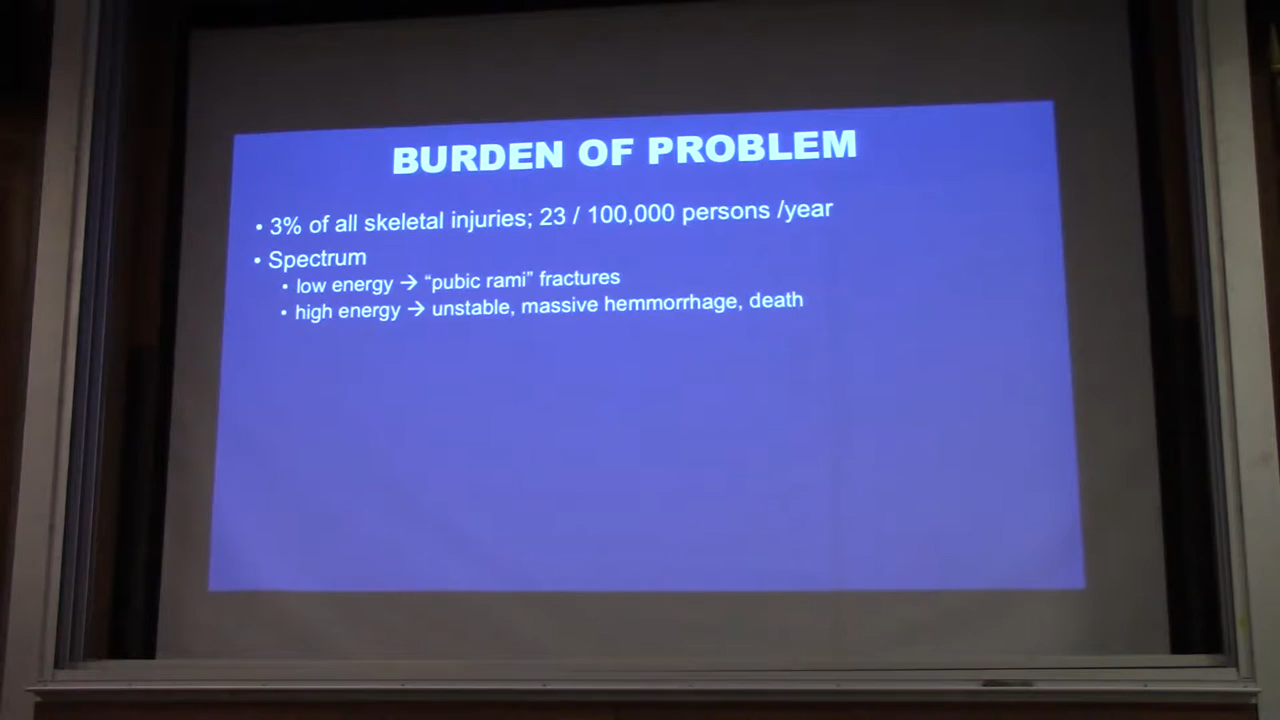 BURDEN OF PROBLEM
• 3% of all skeletal injuries; 23 / 100,000 persons /year
• Spectrum
• low energy → “pubic rami” fractures
• high energy → unstable, massive hemmorrhage, death